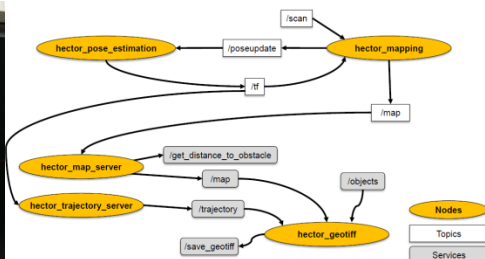 /scan
hector_pose_estimation
/poseupdate
hector_mapping
/tf
/map
/get_distance_to_obstacle
hector_map_server
/map
/objects
hector_trajectory_server
/trajectory
Nodes
hector_geotiff
Topics
/save_geotiff
Services